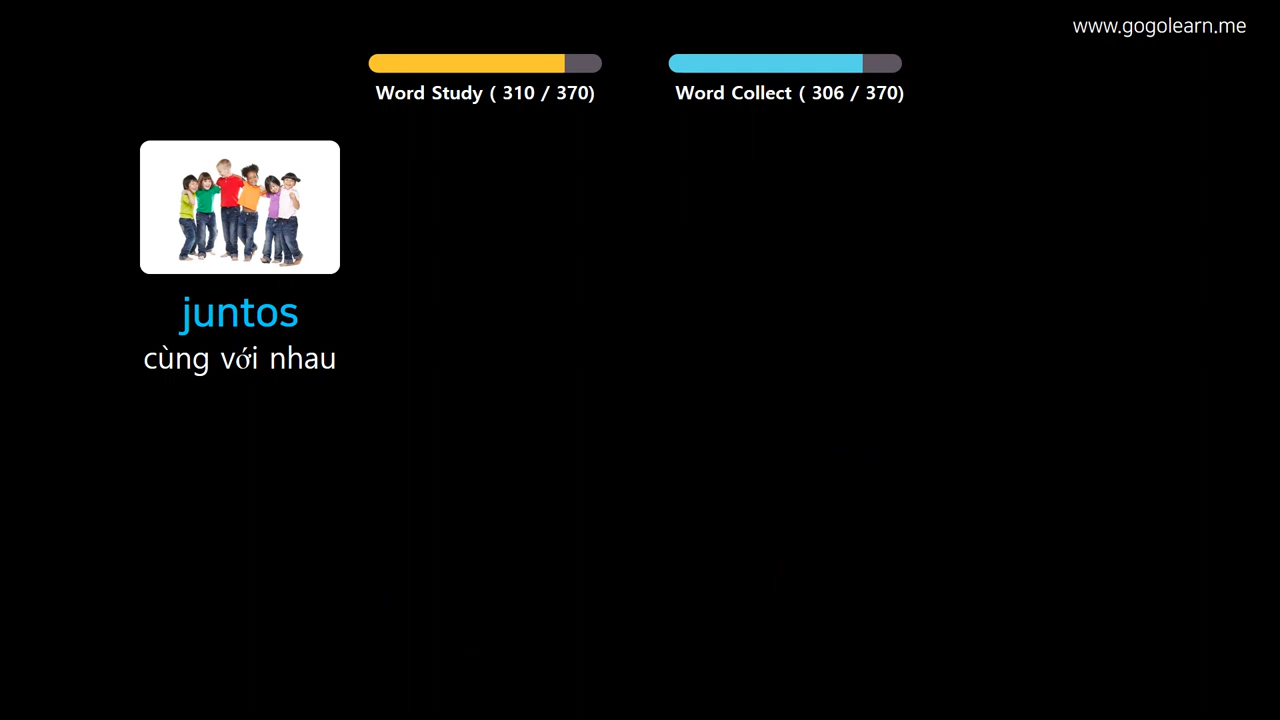 www.gogolearn.me
Word Study ( 310 / 370)
Word Collect ( 306 / 370)
juntos
cùng với nhau